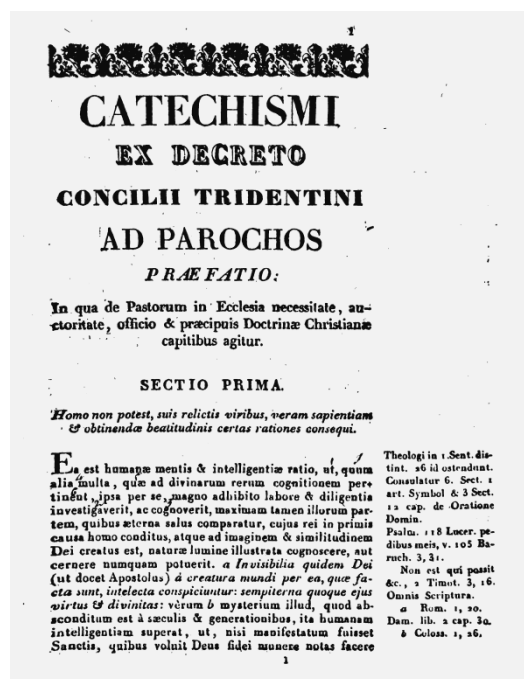 1
CATECHISMI
EX DECRETO
CONCILII TRIDENTINI
AD PAROCHOS
PRÆFATIO:
In qua de Pastorum in Ecclesia necessitate, au-
ctoritate, officio & præcipuis Doctrinæ Christianæ
capitibus agitur.
SECTIO PRIMA.
Homo non potest, suis relictis viribus, veram sapientiam
& obtinendæ beatitudinis certas rationes consequi.
Ea est humanæ mentis & intelligentiæ ratio, ut, quum
alia multa, quæ ad divinarum rerum cognitionem per-
tinent, ipsa per se, magno adhibito labore & diligentia
investigaverit, ac cognoverit, maximam tamen illorum par-
tem, quibus æterna salus comparatur, cujus rei in primis
causa homo conditus, atque ad imaginem & similitudinem
Dei creatus est, naturæ lumine illustrata cognoscere, aut
cernere numquam potuerit. a Invisibilia quidem Dei
(ut docet Apostolus) à creatura mundi per ea, quæ fa-
cta sunt, intelecta conspiciuntur: sempiterna quoque ejus
virtus & divinitas: vèrum b mysterium illud, quod ab-
sconditum est à sæculis & generationibus, ita humanam
intelligentiam superat, ut, nisi manifestatum fuisset
Sanctis, quibus voluit Deus fidei munere notas facere
1
Theologi in 1 Sent. dis-
tint. 26 id ostendunt.
Consulatur 6. Sect. 1
art. Symbol & 3 Sect.
12 cap. de Oratione
Domin.
Psalm. 118 Lucer. pe-
dibus meis, v. 105 Ba-
ruch. 3, 31.
Non est qui possit
&c., 2 Timot. 3, 16.
Omnis Scriptura.
a Rom. 1, 20.
Dam. lib. 2 cap. 30.
b Coloss. 1, 26.